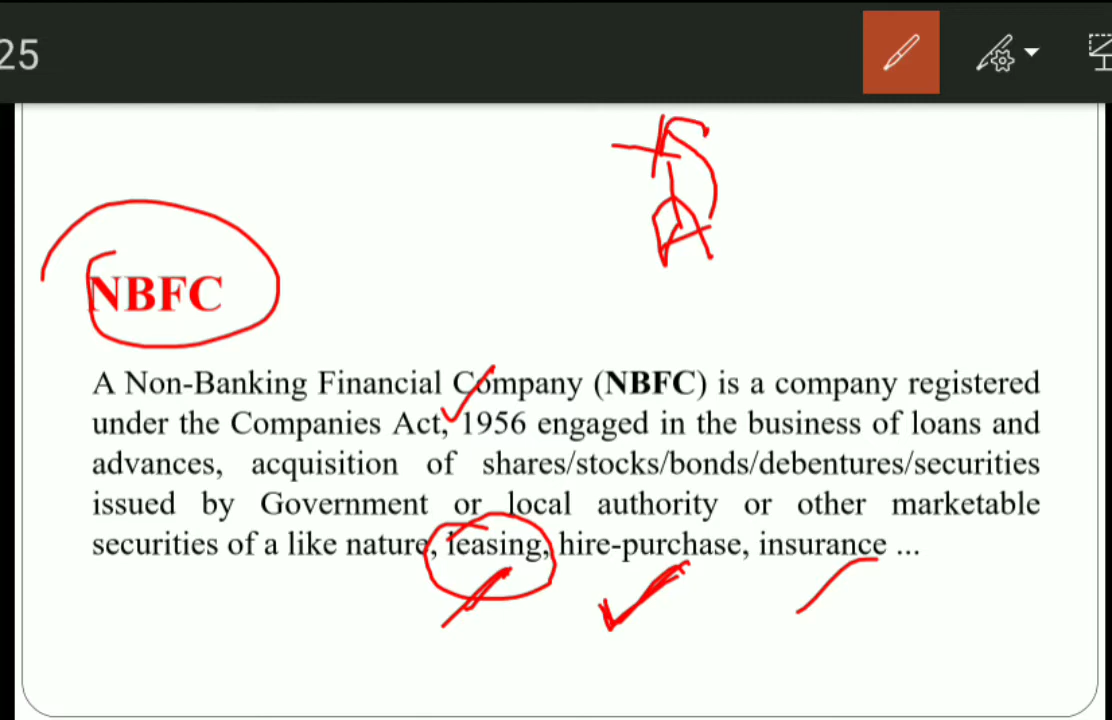 25
NBFC
A Non-Banking Financial Company (NBFC) is a company registered
under the Companies Act, 1956 engaged in the business of loans and
advances, acquisition of shares/stocks/bonds/debentures/securities
issued by Government or local authority or other marketable
securities of a like nature, leasing, hire-purchase, insurance ...